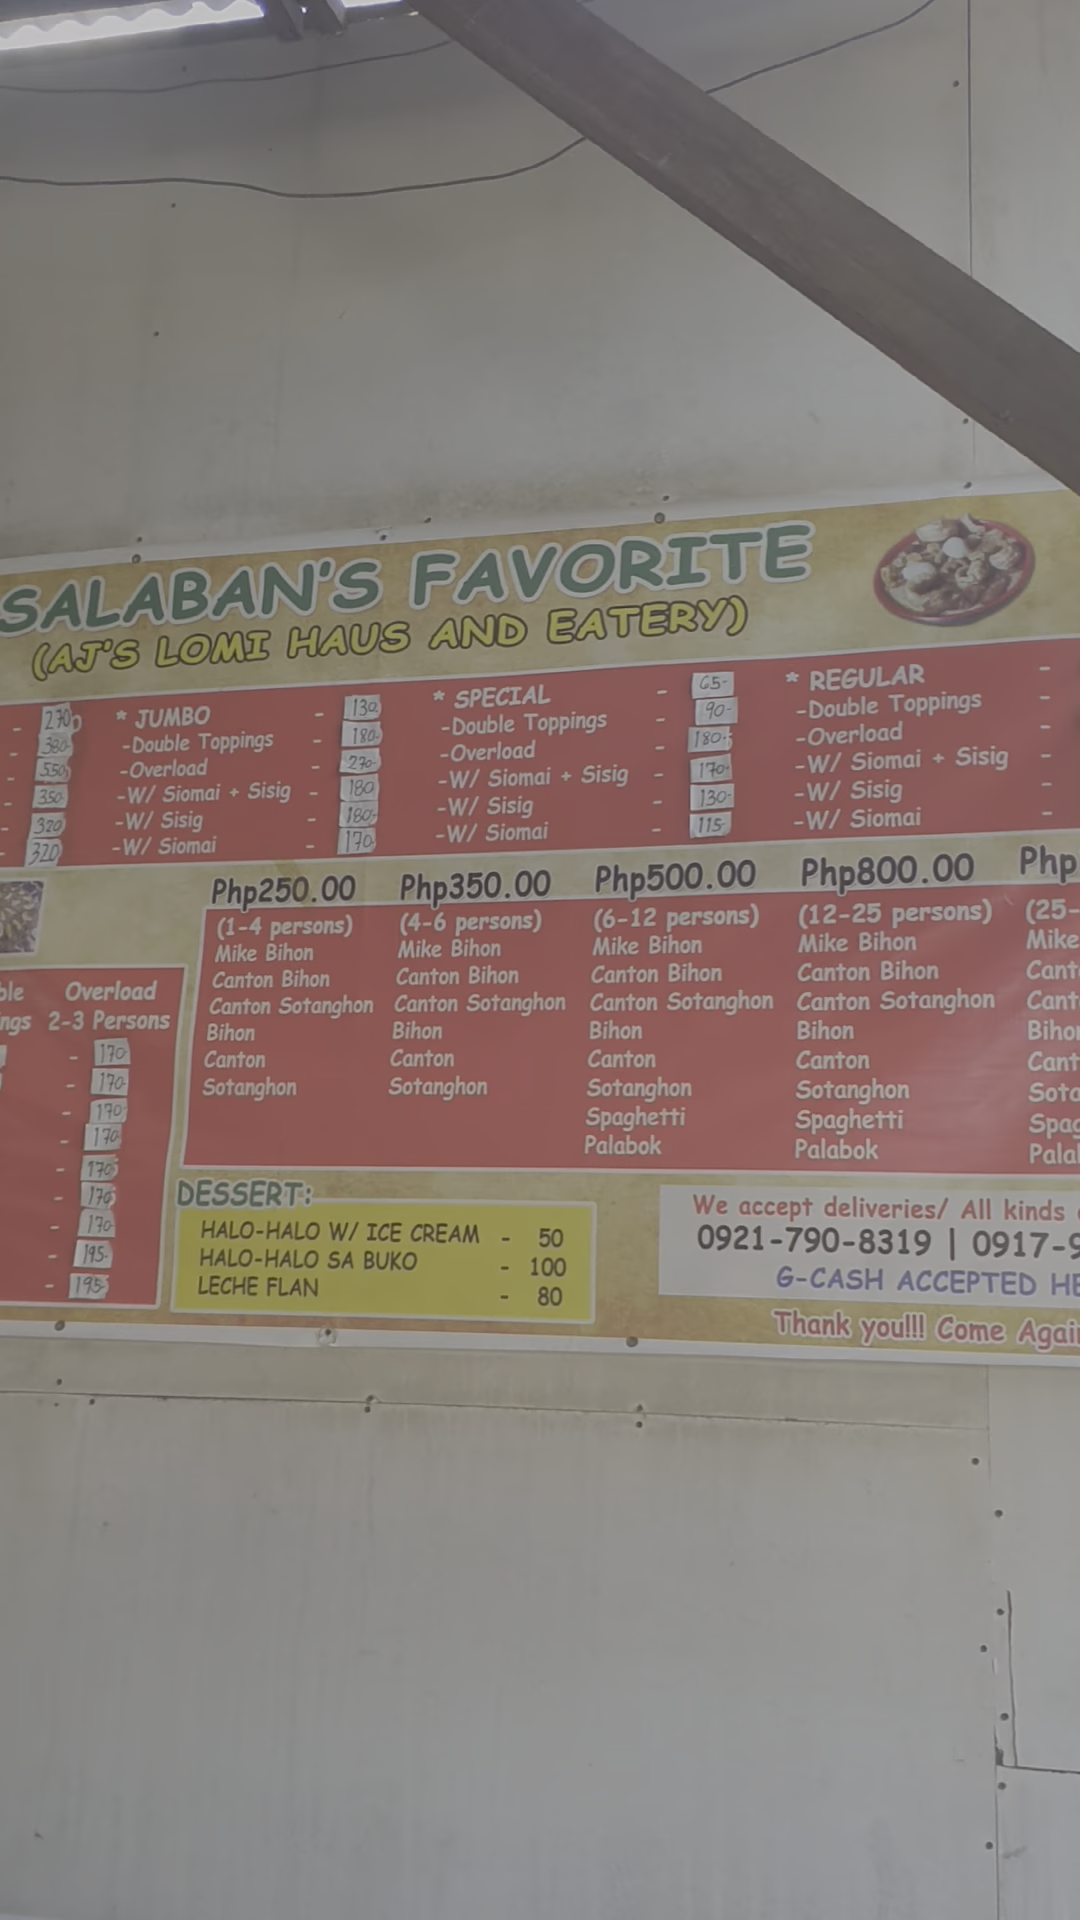 SALABAN'S FAVORITE
(AJ'S LOMI HAUS AND EATERY)
- 270
- 380
- 550
- 350
- 320
- 320
* JUMBO - 130
-Double Toppings - 180
-Overload - 270
-W/ Siomai + Sisig - 180
-W/ Sisig - 180
-W/ Siomai - 170
* SPECIAL - 65
-Double Toppings - 90
-Overload - 180
-W/ Siomai + Sisig - 170
-W/ Sisig - 130
-W/ Siomai - 115
* REGULAR -
-Double Toppings -
-Overload -
-W/ Siomai + Sisig -
-W/ Sisig -
-W/ Siomai -
Overload
2-3 Persons
- 170
- 170
- 170
- 170
- 170
- 170
- 170
- 195
- 195
Php250.00
(1-4 persons)
Mike Bihon
Canton Bihon
Canton Sotanghon
Bihon
Canton
Sotanghon
Php350.00
(4-6 persons)
Mike Bihon
Canton Bihon
Canton Sotanghon
Bihon
Canton
Sotanghon
Php500.00
(6-12 persons)
Mike Bihon
Canton Bihon
Canton Sotanghon
Bihon
Canton
Sotanghon
Spaghetti
Palabok
Php800.00
(12-25 persons)
Mike Bihon
Canton Bihon
Canton Sotanghon
Bihon
Canton
Sotanghon
Spaghetti
Palabok
Php
(25-
Mike
DESSERT:
HALO-HALO W/ ICE CREAM - 50
HALO-HALO SA BUKO - 100
LECHE FLAN - 80
We accept deliveries/ All kinds
0921-790-8319 | 0917-9
G-CASH ACCEPTED HE
Thank you!!! Come Agai